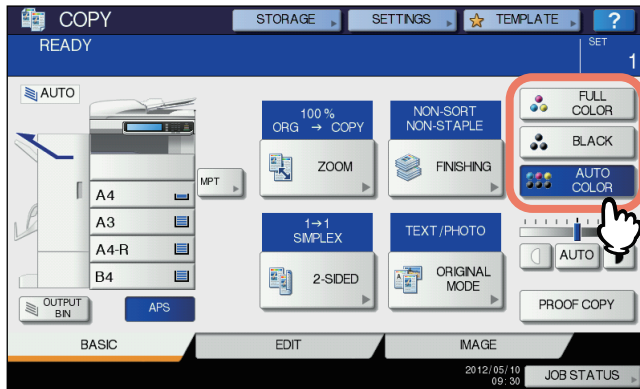 COPY
STORAGE
SETTINGS
TEMPLATE
?
READY
SET
1
AUTO
MPT
A4
A3
A4-R
B4
OUTPUT
BIN
APS
100 %
ORG → COPY
ZOOM
NON-SORT
NON-STAPLE
FINISHING
1→1
SIMPLEX
2-SIDED
TEXT/PHOTO
ORIGINAL
MODE
FULL
COLOR
BLACK
AUTO
COLOR
AUTO
PROOF COPY
BASIC
EDIT
IMAGE
2012/05/10
09:30
JOB STATUS